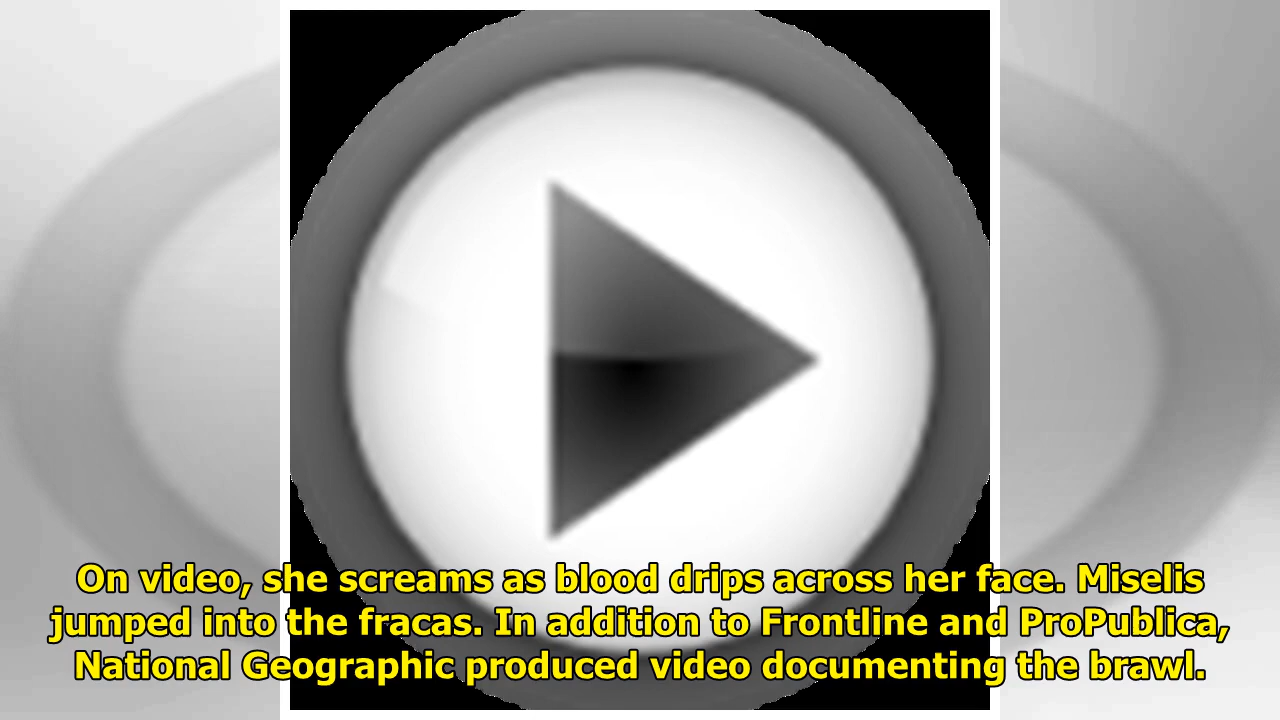 On video, she screams as blood drips across her face. Miselis
jumped into the fracas. In addition to Frontline and ProPublica,
National Geographic produced video documenting the brawl.